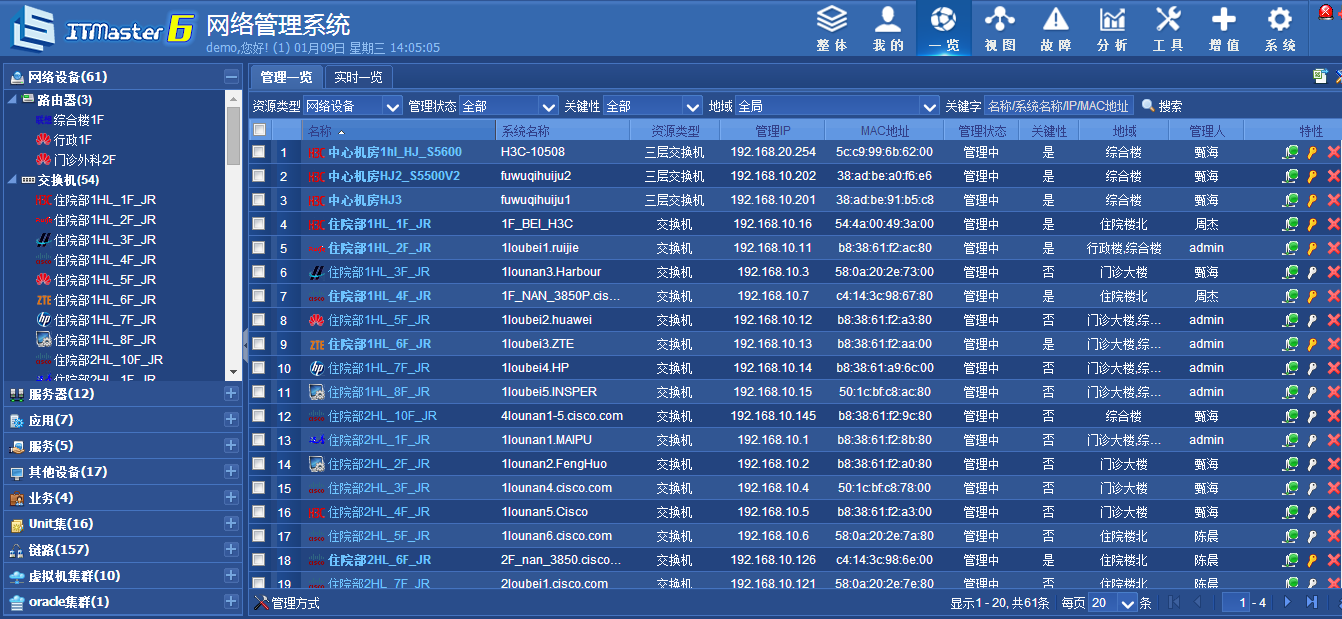 ITMaster 6 网络管理系统
demo,您好! (1) 01月09日 星期三 14:05:05
整体 我的 一览 视图 故障 分析 工具 增值 系统
网络设备(61)
路由器(3)
综合楼1F
行政1F
门诊外科2F
交换机(54)
住院部1HL_1F_JR
住院部1HL_2F_JR
住院部1HL_3F_JR
住院部1HL_4F_JR
住院部1HL_5F_JR
ZTE 住院部1HL_6F_JR
hp 住院部1HL_7F_JR
住院部1HL_8F_JR
住院部2HL_10F_JR
住院部2HL_1F_JR
服务器(12)
应用(7)
服务(5)
其他设备(17)
业务(4)
Unit集(16)
链路(157)
虚拟机集群(10)
oracle集群(1)
管理一览 实时一览
资源类型 网络设备 管理状态 全部 关键性 全部 地域 全局 关键字 名称/系统名称/IP/MAC地址 搜索
名称 系统名称 资源类型 管理IP MAC地址 管理状态 关键性 地域 管理人 特性
1 中心机房1hl_HJ_S5600 H3C-10508 三层交换机 192.168.20.254 5c:c9:99:6b:62:00 管理中 是 综合楼 甄海
2 中心机房HJ2_S5500V2 fuwuqihuiju2 三层交换机 192.168.10.202 38:ad:be:a0:f6:e6 管理中 是 综合楼 甄海
3 中心机房HJ3 fuwuqihuiju1 三层交换机 192.168.10.201 38:ad:be:91:b5:c8 管理中 是 综合楼 甄海
4 住院部1HL_1F_JR 1F_BEI_H3C 交换机 192.168.10.16 54:4a:00:49:3a:00 管理中 是 住院楼北 周杰
5 住院部1HL_2F_JR 1loubei1.ruijie 交换机 192.168.10.11 b8:38:61:f2:ac:80 管理中 是 行政楼,综合楼 admin
6 住院部1HL_3F_JR 1lounan3.Harbour 交换机 192.168.10.3 58:0a:20:2e:73:00 管理中 否 门诊大楼 甄海
7 住院部1HL_4F_JR 1F_NAN_3850P.cis... 交换机 192.168.10.7 c4:14:3c:98:67:80 管理中 是 住院楼北 周杰
8 住院部1HL_5F_JR 1loubei2.huawei 交换机 192.168.10.12 b8:38:61:f2:a3:80 管理中 否 门诊大楼,综... admin
9 ZTE 住院部1HL_6F_JR 1loubei3.ZTE 交换机 192.168.10.13 b8:38:61:f2:aa:00 管理中 是 门诊大楼,综... admin
10 hp 住院部1HL_7F_JR 1loubei4.HP 交换机 192.168.10.14 b8:38:61:a9:6c:00 管理中 否 门诊大楼,综... admin
11 住院部1HL_8F_JR 1loubei5.INSPER 交换机 192.168.10.15 50:1c:bf:c8:ac:80 管理中 否 门诊大楼,综... admin
12 住院部2HL_10F_JR 4lounan1-5.cisco.com 交换机 192.168.10.145 b8:38:61:f2:9c:80 管理中 否 综合楼 甄海
13 住院部2HL_1F_JR 1lounan1.MAIPU 交换机 192.168.10.1 b8:38:61:f2:8b:80 管理中 否 门诊大楼,综... admin
14 住院部2HL_2F_JR 1lounan2.FengHuo 交换机 192.168.10.2 b8:38:61:f2:a0:80 管理中 否 门诊大楼 甄海
15 住院部2HL_3F_JR 1lounan4.cisco.com 交换机 192.168.10.4 50:1c:bf:c8:78:00 管理中 否 门诊大楼 甄海
16 住院部2HL_4F_JR 1lounan5.Cisco 交换机 192.168.10.5 b8:38:61:f2:a3:00 管理中 否 门诊大楼 甄海
17 住院部2HL_5F_JR 1lounan6.cisco.com 交换机 192.168.10.6 58:0a:20:2e:7a:80 管理中 否 住院楼北 陈晨
18 住院部2HL_6F_JR 2F_nan_3850.cisco... 交换机 192.168.10.126 c4:14:3c:98:6e:00 管理中 是 住院楼北 陈晨
19 住院部2HL_7F_JR 2loubei1.cisco.com 交换机 192.168.10.121 58:0a:20:2e:7e:80 管理中 否 住院楼北 陈晨
管理方式 显示1 - 20, 共61条 每页 20 条 1 - 4